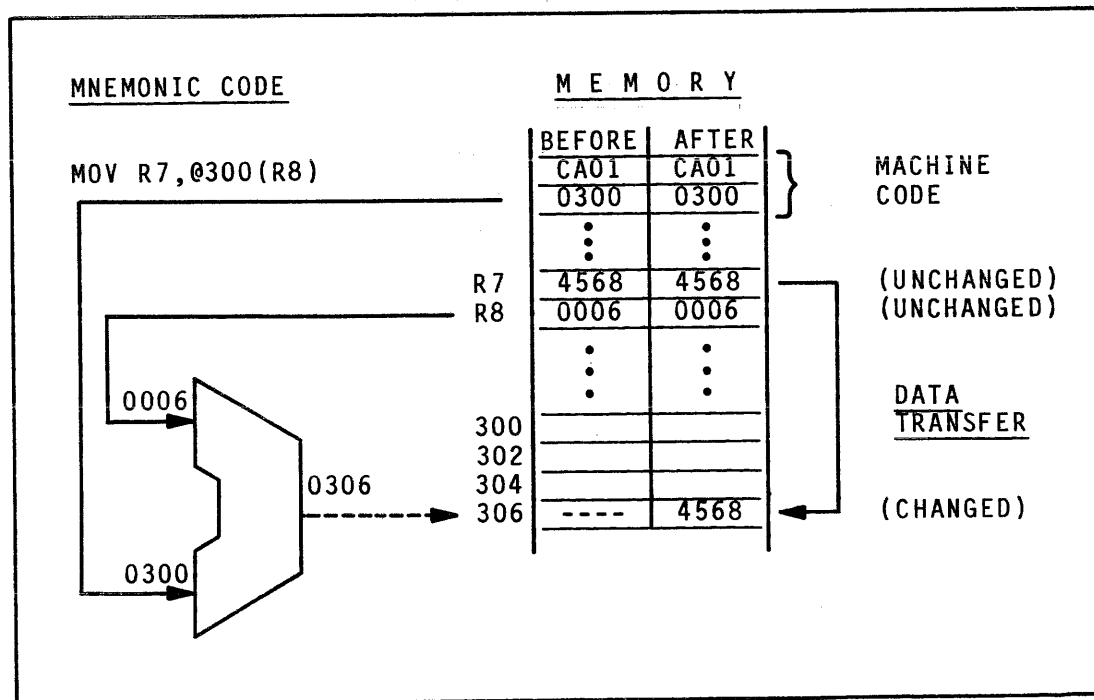 MNEMONIC CODE
MEMORY
BEFORE AFTER
MOV R7,@300(R8)
CA01 CA01
MACHINE
0300 0300
CODE
R7 4568 4568 (UNCHANGED)
R8 0006 0006 (UNCHANGED)
0006
DATA
TRANSFER
300
302
304
0306
306 ---- 4568 (CHANGED)
0300